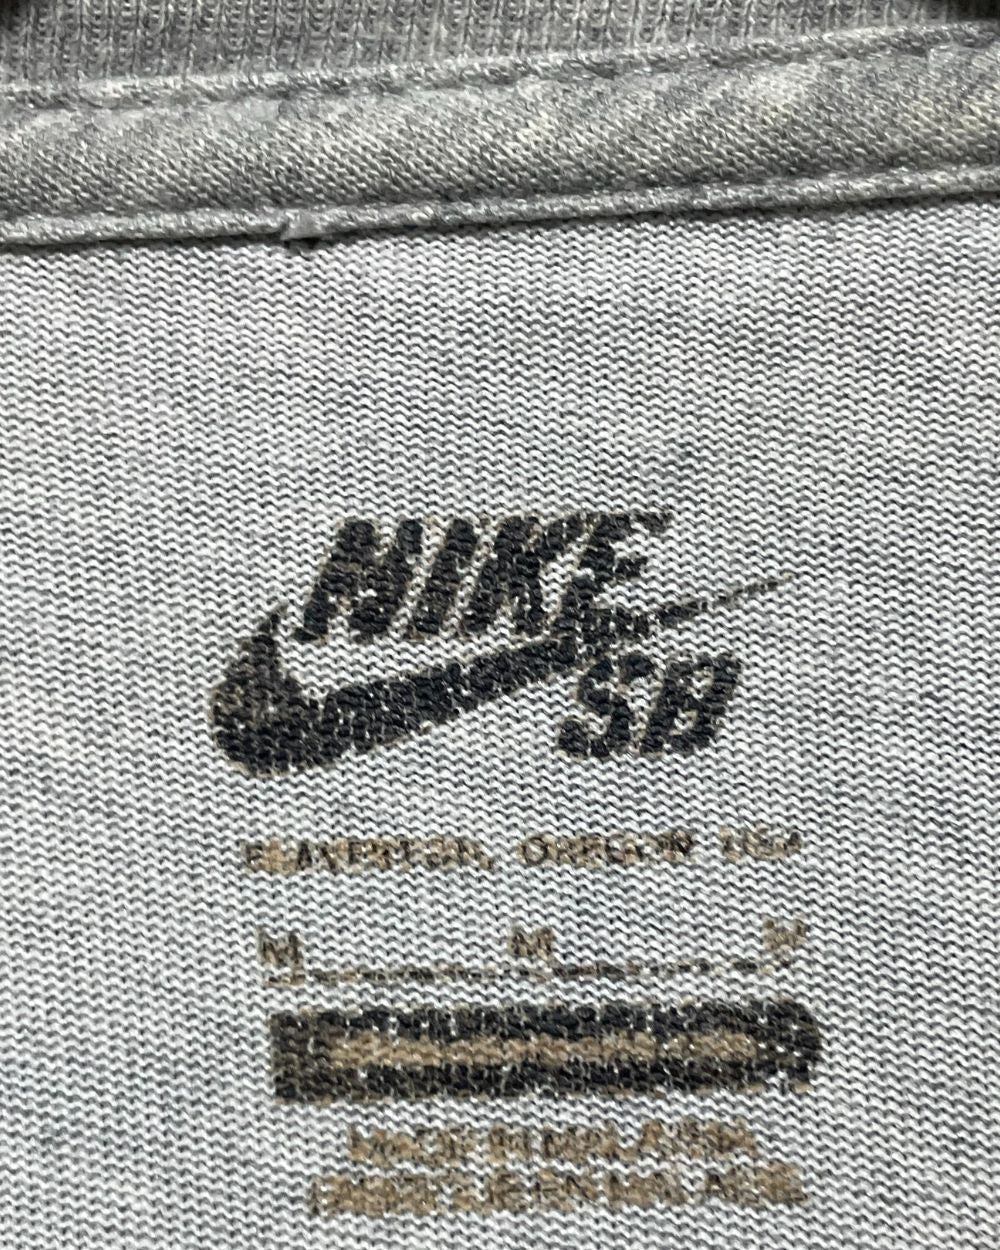 NIKE
SB
BEAVERTON, OREGON USA
M M M
MADE IN MALAYSIA